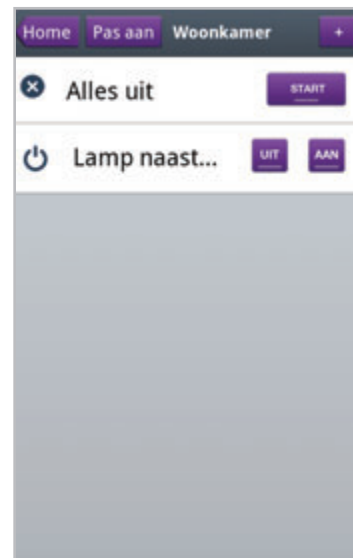 Home Pas aan Woonkamer +
Alles uit START
Lamp naast... UIT AAN